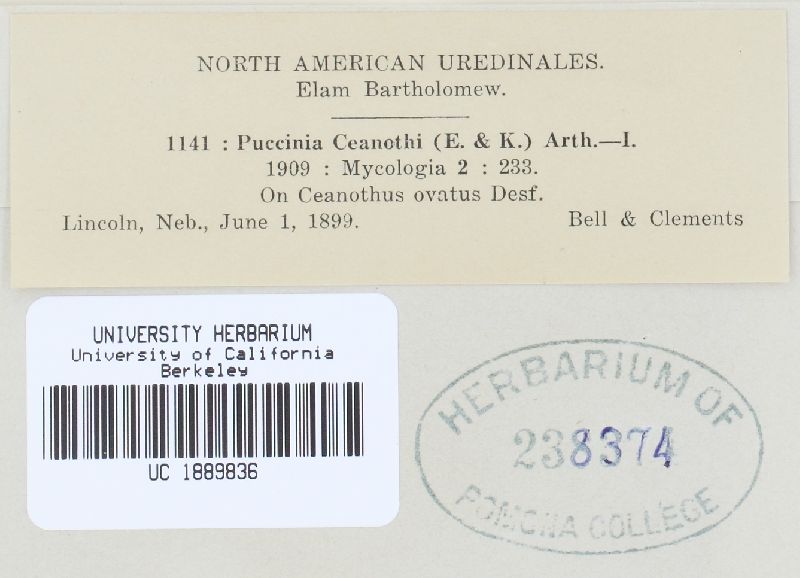 NORTH AMERICAN UREDINALES.
Elam Bartholomew.
1141 : Puccinia Ceanothi (E. & K.) Arth.—I.
1909 : Mycologia 2 : 233.
On Ceanothus ovatus Desf.
Lincoln, Neb., June 1, 1899. Bell & Clements
UNIVERSITY HERBARIUM
University of California
Berkeley
UC 1889836
HERBARIUM OF
238374
POMONA COLLEGE